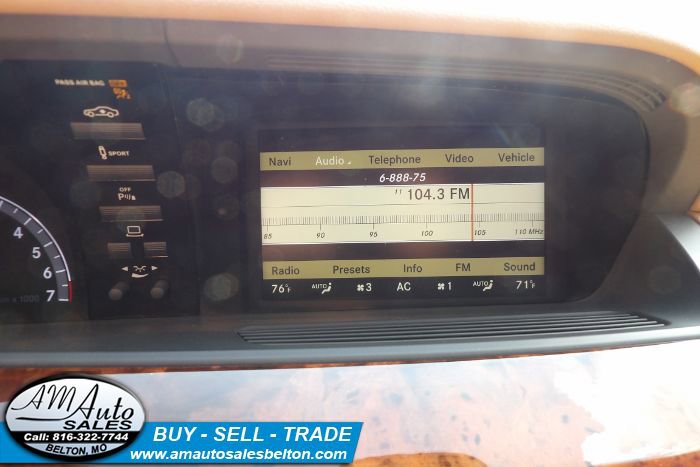 PASS AIR BAG OFF
SPORT
OFF
Navi Audio Telephone Video Vehicle
6-888-75
11 104.3 FM
85 90 95 100 105 110 MHz
Radio Presets Info FM Sound
76°F AUTO 3 AC 1 AUTO 71°F
4
5
6
7
x 1000
AM Auto
SALES
Call: 816-322-7744
BELTON, MO
BUY - SELL - TRADE
www.amautosalesbelton.com